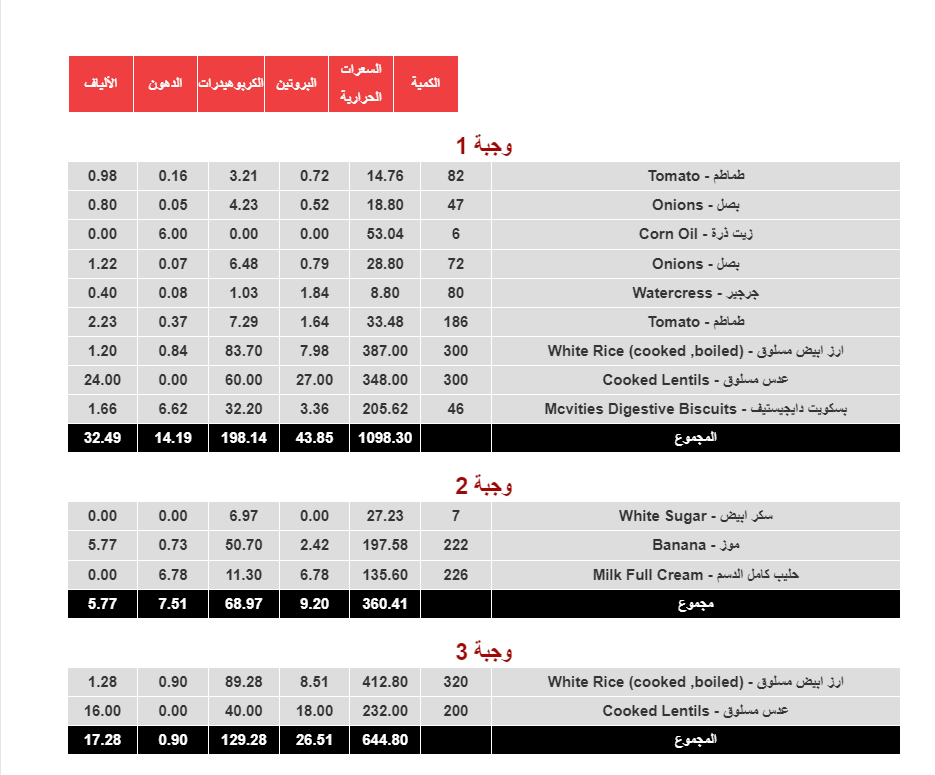 الكمية السعرات الحرارية البروتين الكربوهيدرات الدهون الألياف
وجبة 1
طماطم - Tomato 82 14.76 0.72 3.21 0.16 0.98
بصل - Onions 47 18.80 0.52 4.23 0.05 0.80
زيت ذرة - Corn Oil 6 53.04 0.00 0.00 6.00 0.00
بصل - Onions 72 28.80 0.79 6.48 0.07 1.22
جرجير - Watercress 80 8.80 1.84 1.03 0.08 0.40
طماطم - Tomato 186 33.48 1.64 7.29 0.37 2.23
ارز ابيض مسلوق - White Rice (cooked ,boiled) 300 387.00 7.98 83.70 0.84 1.20
عدس مسلوق - Cooked Lentils 300 348.00 27.00 60.00 0.00 24.00
بسكويت دايجيستيف - Mcvities Digestive Biscuits 46 205.62 3.36 32.20 6.62 1.66
المجموع 1098.30 43.85 198.14 14.19 32.49
وجبة 2
سكر ابيض - White Sugar 7 27.23 0.00 6.97 0.00 0.00
موز - Banana 222 197.58 2.42 50.70 0.73 5.77
حليب كامل الدسم - Milk Full Cream 226 135.60 6.78 11.30 6.78 0.00
مجموع 360.41 9.20 68.97 7.51 5.77
وجبة 3
ارز ابيض مسلوق - White Rice (cooked ,boiled) 320 412.80 8.51 89.28 0.90 1.28
عدس مسلوق - Cooked Lentils 200 232.00 18.00 40.00 0.00 16.00
المجموع 644.80 26.51 129.28 0.90 17.28